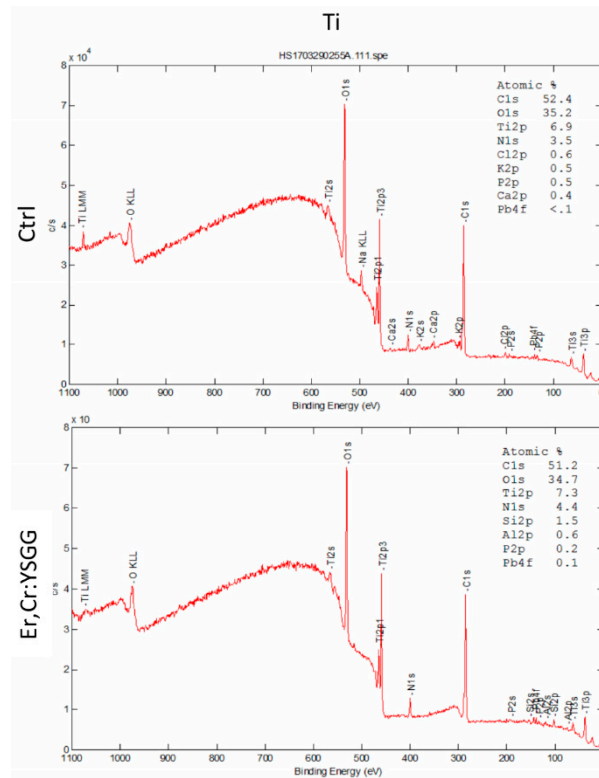 Ti
HS1703290255A.111.spe
x 10⁴
8
7
6
5
4
3
2
1
0
c/s
Ctrl
-Ti LMM
-O KLL
-Ti2s
-O1s
-Na KLL
-Ti2p1
-Ti2p3
-Ca2s
-N1s
-K2s
-Ca2p
-K2p
-C1s
-Cl2p
-P2s
-Pb4f
-P2p
-Ti3s
-Ti3p
Atomic %
C1s 52.4
O1s 35.2
Ti2p 6.9
N1s 3.5
Cl2p 0.6
K2p 0.5
P2p 0.5
Ca2p 0.4
Pb4f <.1
1100 1000 900 800 700 600 500 400 300 200 100 0
Binding Energy (eV)
x 10
8
7
6
5
4
3
2
1
0
c/s
Er,Cr:YSGG
-Ti LMM
-O KLL
-Ti2s
-O1s
-Ti2p1
-Ti2p3
-N1s
-C1s
-P2s
-Si2s
-Pb4f
-P2p
-Al2s
-Si2p
-Al2p
-Ti3s
-Ti3p
Atomic %
C1s 51.2
O1s 34.7
Ti2p 7.3
N1s 4.4
Si2p 1.5
Al2p 0.6
P2p 0.2
Pb4f 0.1
1100 1000 900 800 700 600 500 400 300 200 100 0
Binding Energy (eV)